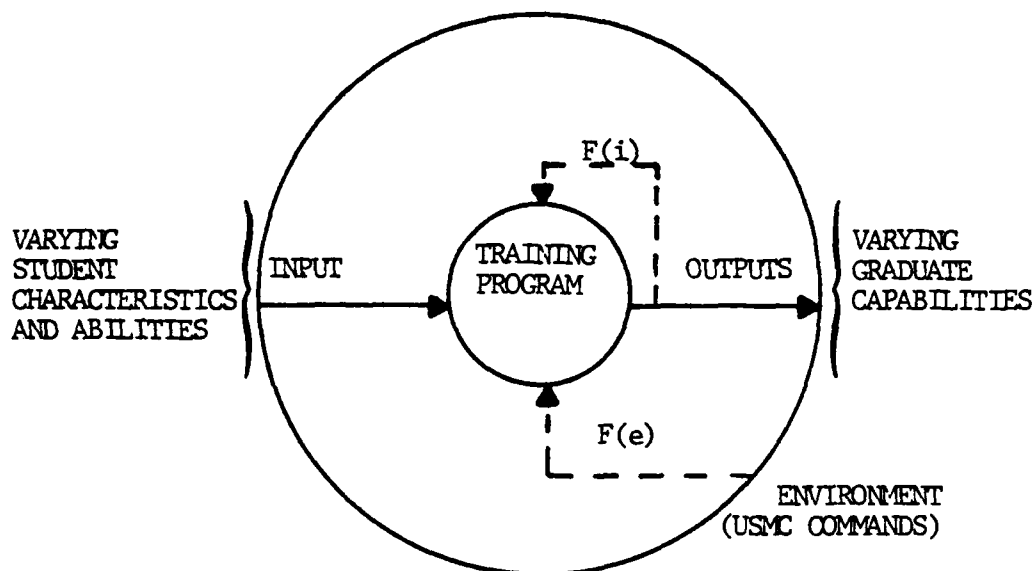 F(i)
VARYING
STUDENT
CHARACTERISTICS
AND ABILITIES
INPUT
TRAINING
PROGRAM
OUTPUTS
VARYING
GRADUATE
CAPABILITIES
F(e)
ENVIRONMENT
(USMC COMMANDS)